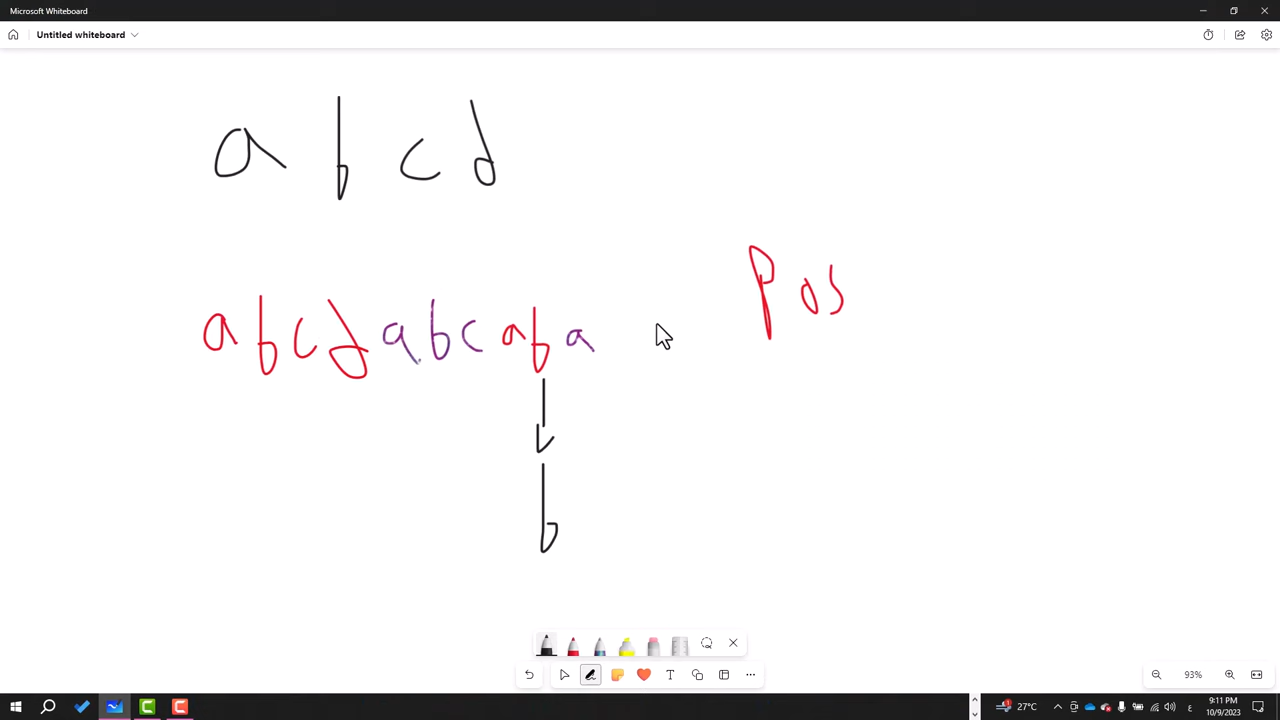 Microsoft Whiteboard
Untitled whiteboard
a b c d
Pos
abcdabcaba
b
93%
27°C
9:11 PM
10/9/2023